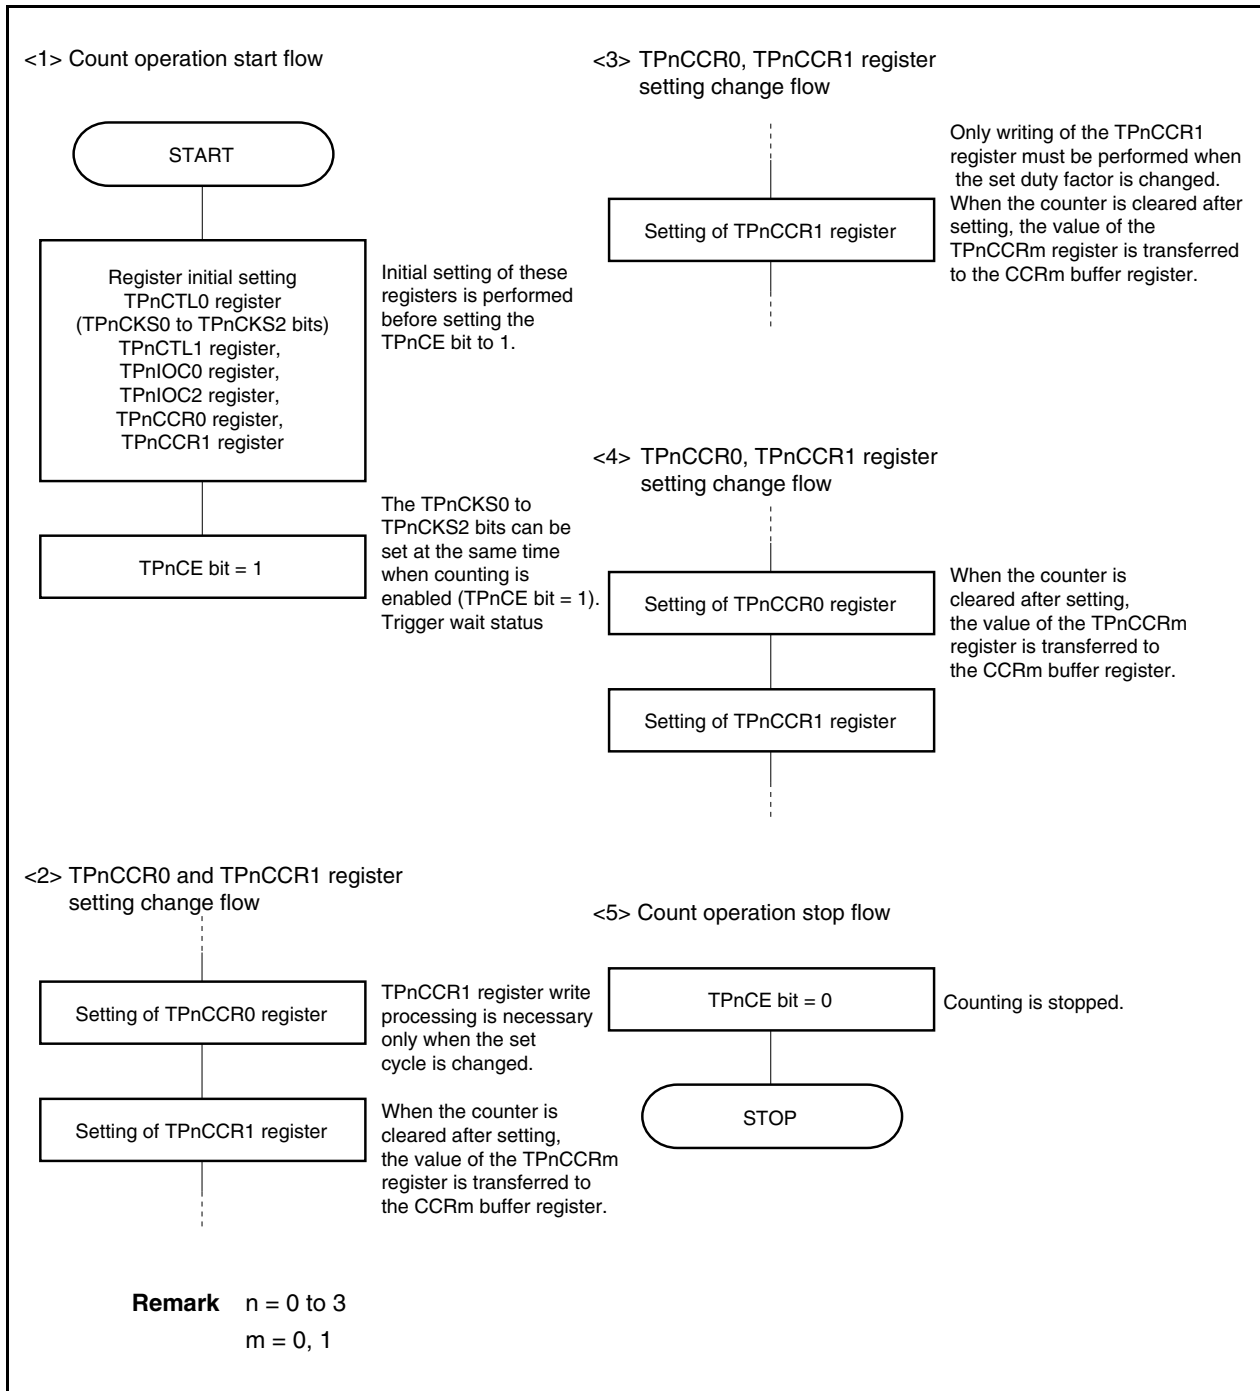 <1> Count operation start flow
START
Register initial setting
TPnCTL0 register
(TPnCKS0 to TPnCKS2 bits)
TPnCTL1 register,
TPnIOC0 register,
TPnIOC2 register,
TPnCCR0 register,
TPnCCR1 register
Initial setting of these
registers is performed
before setting the
TPnCE bit to 1.
TPnCE bit = 1
The TPnCKS0 to
TPnCKS2 bits can be
set at the same time
when counting is
enabled (TPnCE bit = 1).
Trigger wait status
<2> TPnCCR0 and TPnCCR1 register
setting change flow
Setting of TPnCCR0 register
TPnCCR1 register write
processing is necessary
only when the set
cycle is changed.
Setting of TPnCCR1 register
When the counter is
cleared after setting,
the value of the TPnCCRm
register is transferred to
the CCRm buffer register.
<3> TPnCCR0, TPnCCR1 register
setting change flow
Setting of TPnCCR1 register
Only writing of the TPnCCR1
register must be performed when
the set duty factor is changed.
When the counter is cleared after
setting, the value of the
TPnCCRm register is transferred
to the CCRm buffer register.
<4> TPnCCR0, TPnCCR1 register
setting change flow
Setting of TPnCCR0 register
When the counter is
cleared after setting,
the value of the TPnCCRm
register is transferred to
the CCRm buffer register.
Setting of TPnCCR1 register
<5> Count operation stop flow
TPnCE bit = 0
Counting is stopped.
STOP
Remark n = 0 to 3
m = 0, 1